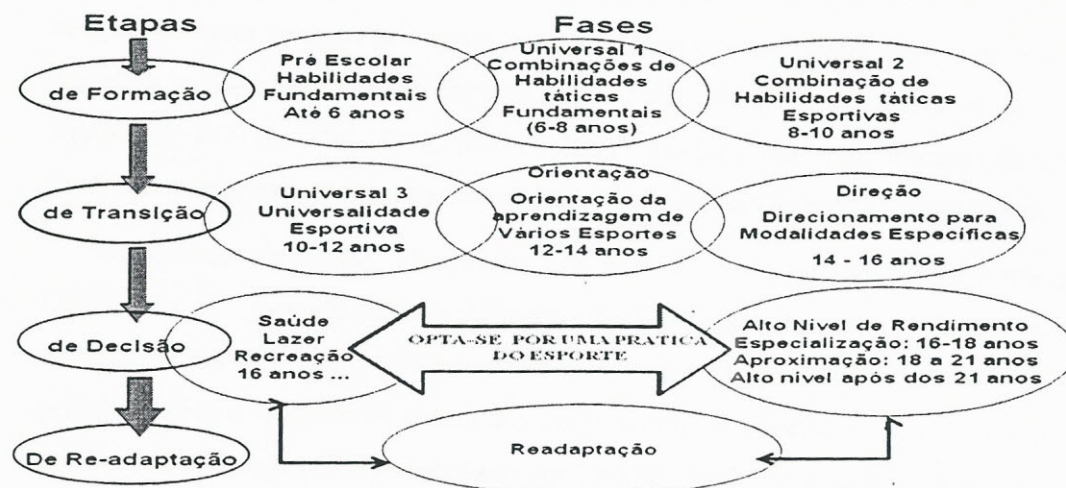 Etapas
Fases
de Formação
Pré Escolar
Habilidades
Fundamentais
Até 6 anos
Universal 1
Combinações de
Habilidades
táticas
Fundamentais
(6-8 anos)
Universal 2
Combinação de
Habilidades táticas
Esportivas
8-10 anos
de Transição
Universal 3
Universalidade
Esportiva
10-12 anos
Orientação
Orientação da
aprendizagem de
Vários Esportes
12-14 anos
Direção
Direcionamento para
Modalidades Específicas
14 - 16 anos
de Decisão
Saúde
Lazer
Recreação
16 anos ...
OPTA-SE POR UMA PRATICA
DO ESPORTE
Alto Nivel de Rendimento
Especialização: 16-18 anos
Aproximação: 18 a 21 anos
Alto nivel após dos 21 anos
De Re-adaptação
Readaptação